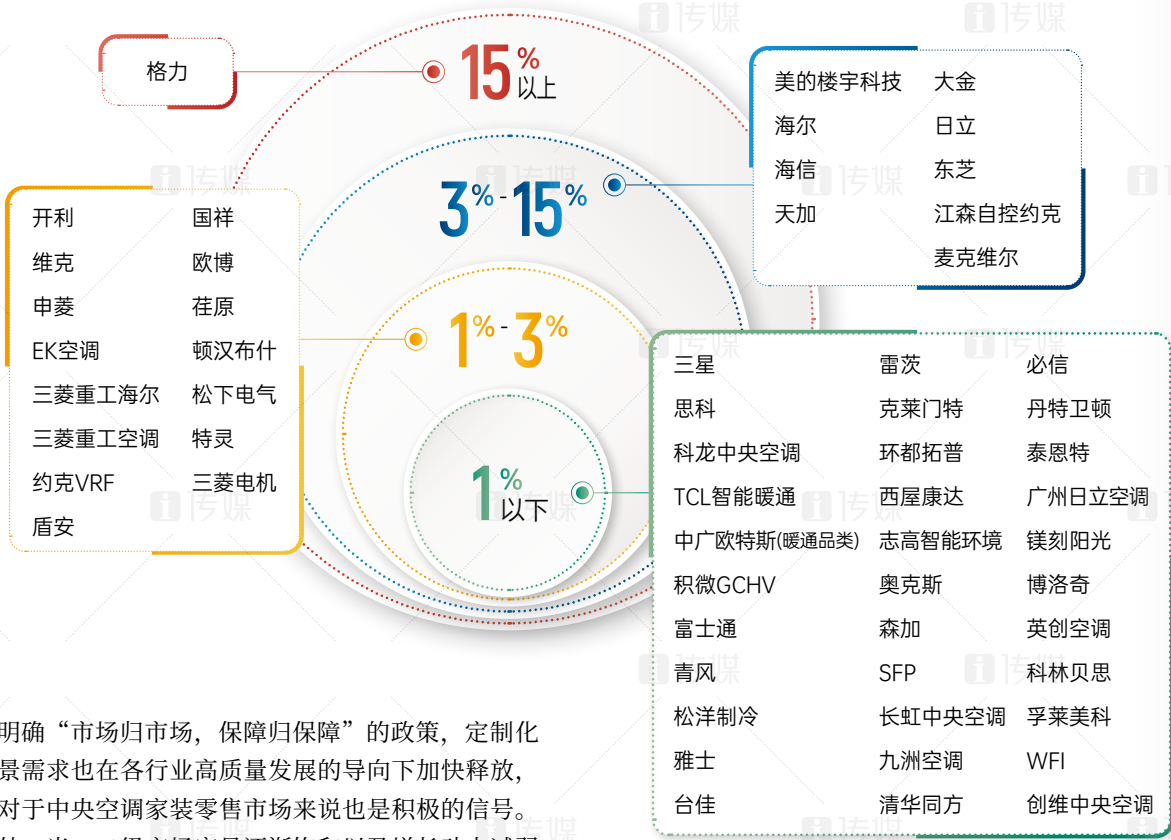 格力
15%
以上
美的楼宇科技 大金
海尔 日立
海信 东芝
天加 江森自控约克
麦克维尔
3%-15%
开利 国祥
维克 欧博
申菱 荏原
EK空调 顿汉布什
三菱重工海尔 松下电气
三菱重工空调 特灵
约克VRF 三菱电机
盾安
1%-3%
1%
以下
三星 雷茨 必信
思科 克莱门特 丹特卫顿
科龙中央空调 环都拓普 泰恩特
TCL智能暖通 西屋康达 广州日立空调
中广欧特斯(暖通品类) 志高智能环境 镁刻阳光
积微GCHV 奥克斯 博洛奇
富士通 森加 英创空调
青风 SFP 科林贝思
松洋制冷 长虹中央空调 孚莱美科
雅士 九洲空调 WFI
台佳 清华同方 创维中央空调
明确“市场归市场，保障归保障”的政策，定制化
景需求也在各行业高质量发展的导向下加快释放，
对于中央空调家装零售市场来说也是积极的信号。
传媒